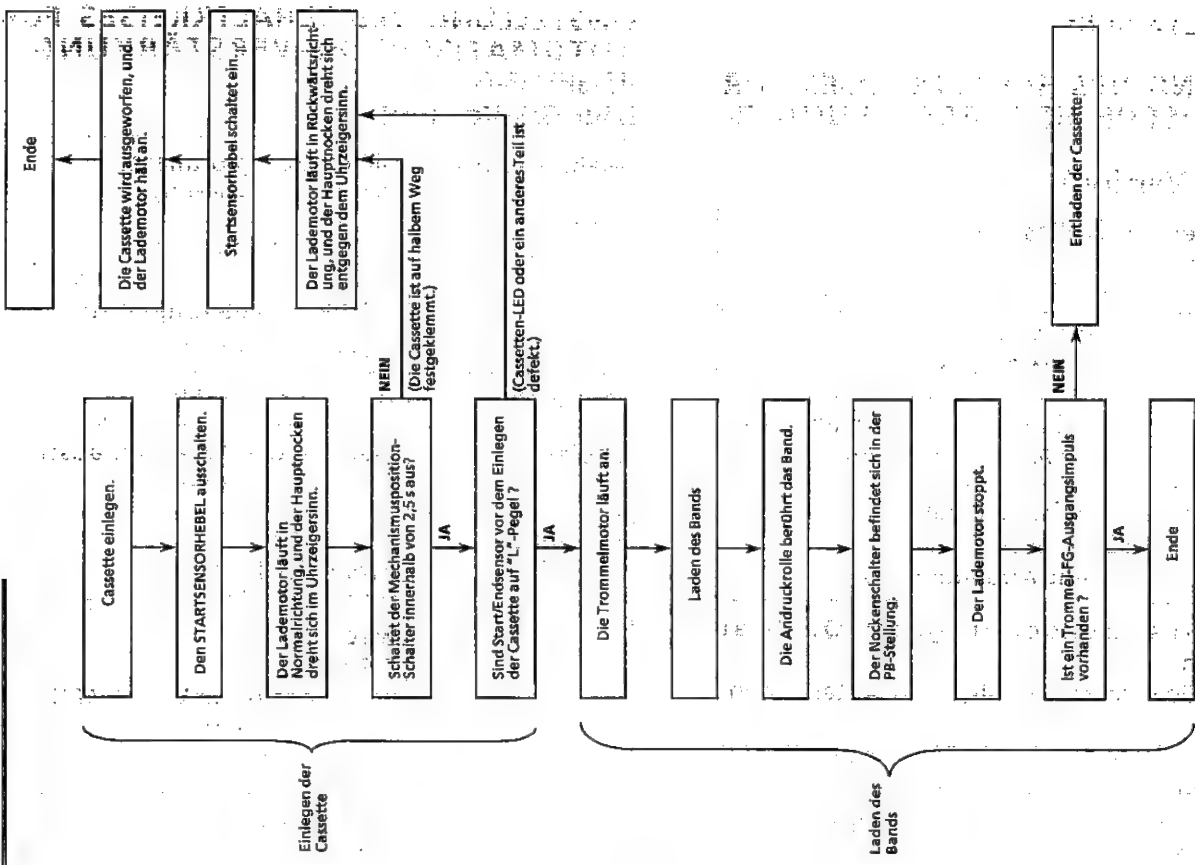 Einlegen der
Cassette
Cassette einlegen.
Den STARTSENSORHEBEL ausschalten.
Der Lademotor läuft in
Normalrichtung, und der Hauptnocken
dreht sich im Uhrzeigersinn.
Schaltet der Mechanismusposition-
Schalter innerhalb von 2,5 s aus?
NEIN
(Die Cassette ist auf halbem Weg
festgeklemmt.)
JA
Sind Start/Endsensor vor dem Einlegen
der Cassette auf "L"-Pegel ?
(Cassetten-LED oder ein anderes Teil ist
defekt.)
JA
Ende
Die Cassette wird ausgeworfen, und
der Lademotor hält an.
Startsensorhebel schaltet ein.
Der Lademotor läuft in Rückwärtsricht-
ung, und der Hauptnocken dreht sich
entgegen dem Uhrzeigersinn.
Laden des
Bands
Die Trommelmotor läuft an.
Laden des Bands
Die Andruckrolle berührt das Band.
Der Nockenschalter befindet sich in der
PB-Stellung.
Der Lademotor stoppt.
Ist ein Trommel-FG-Ausgangsimpuls
vorhanden ?
NEIN
Entladen der Cassette
JA
Ende